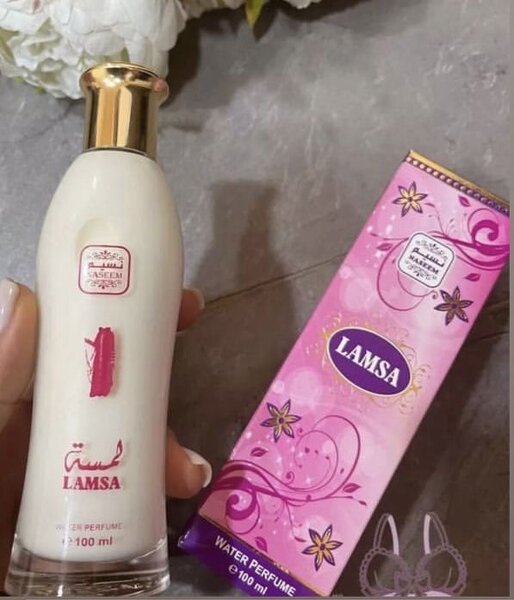 نسيم
NASEEM
لمسة
LAMSA
WATER PERFUME
e 100 ml
نسيم
NASEEM
LAMSA
WATER PERFUME
e 100 ml